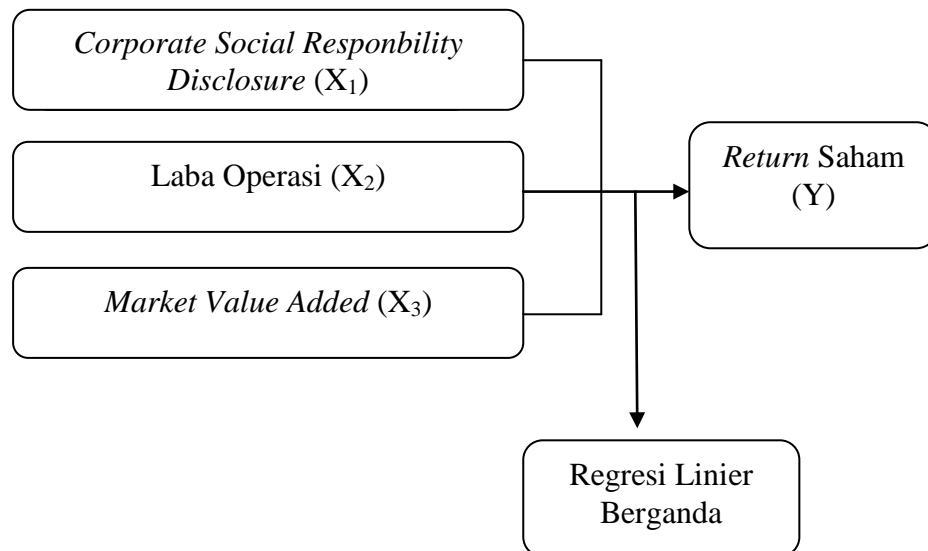 Corporate Social Responbility
Disclosure (X₁)
Laba Operasi (X₂)
Return Saham
(Y)
Market Value Added (X₃)
Regresi Linier
Berganda